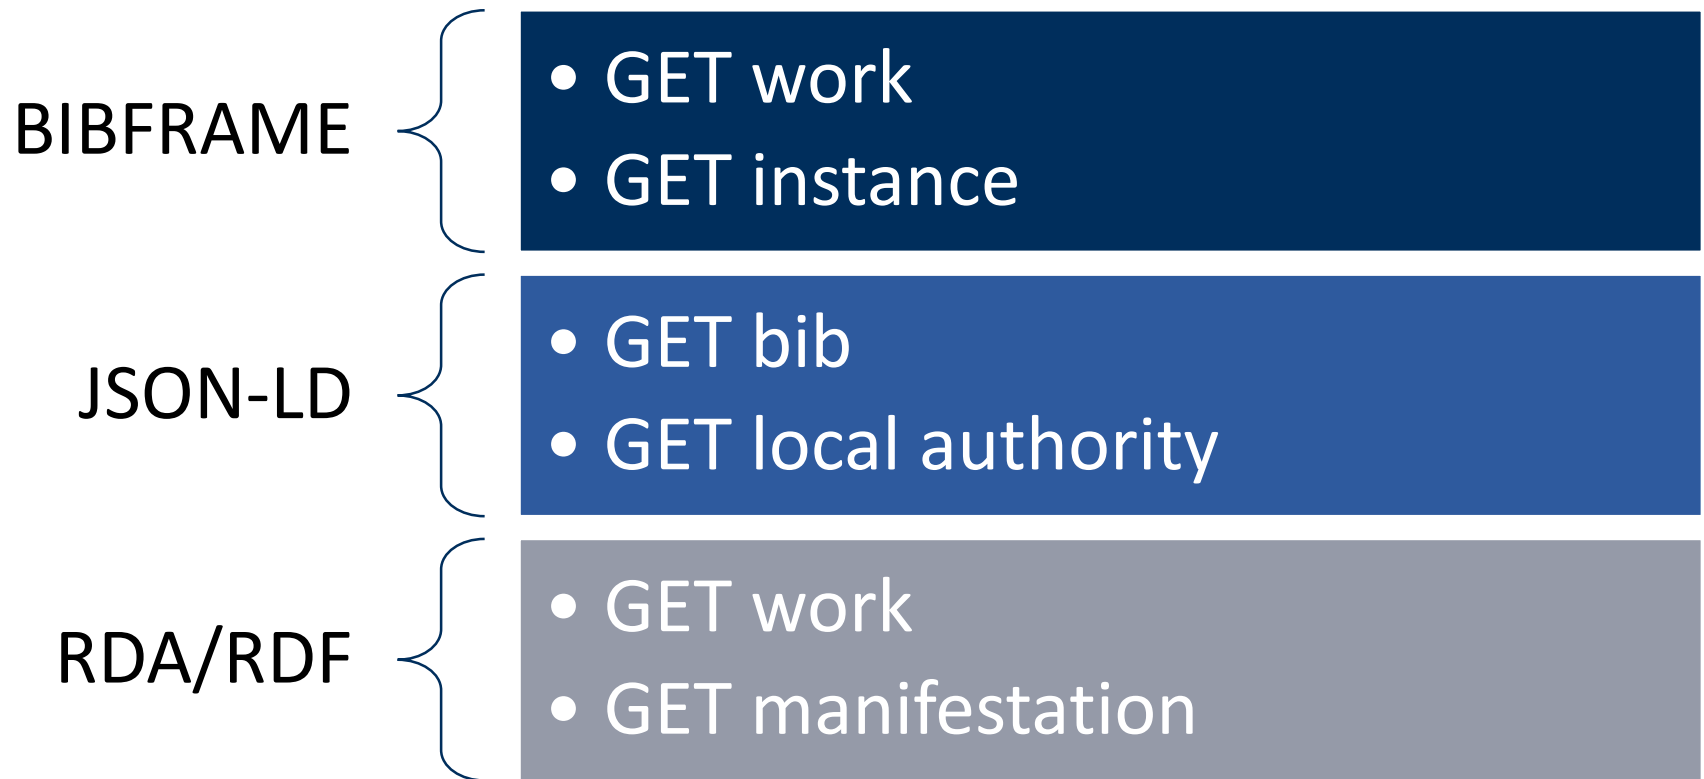 BIBFRAME
• GET work
• GET instance
JSON-LD
• GET bib
• GET local authority
RDA/RDF
• GET work
• GET manifestation